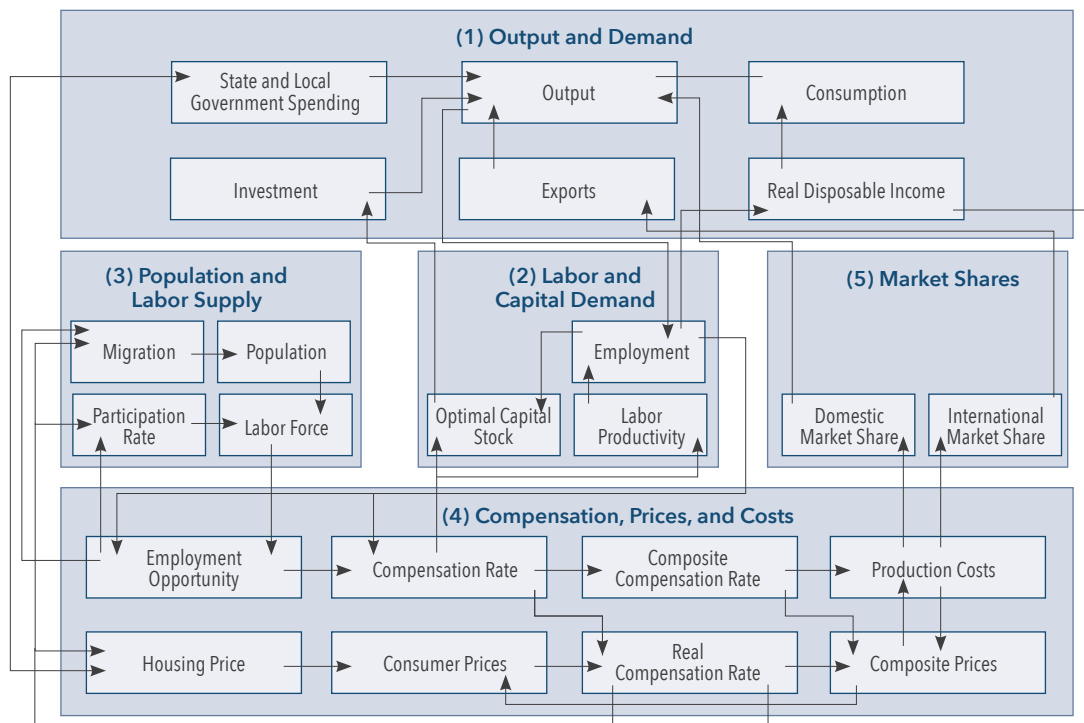 (1) Output and Demand
State and Local
Government Spending
Output
Consumption
Investment
Exports
Real Disposable Income
(3) Population and
Labor Supply
Migration
Population
Participation
Rate
Labor Force
(2) Labor and
Capital Demand
Employment
Optimal Capital
Stock
Labor
Productivity
(5) Market Shares
Domestic
Market Share
International
Market Share
(4) Compensation, Prices, and Costs
Employment
Opportunity
Compensation Rate
Composite
Compensation Rate
Production Costs
Housing Price
Consumer Prices
Real
Compensation Rate
Composite Prices